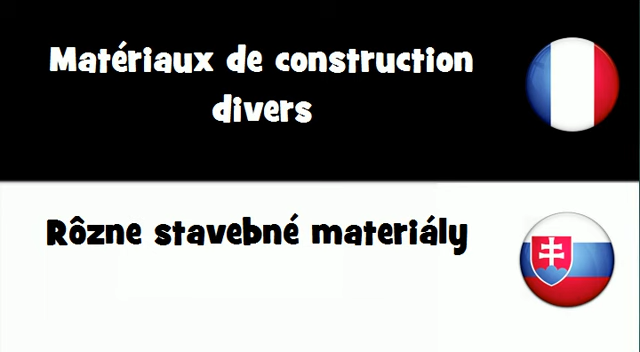 Matériaux de construction
divers
Rôzne stavebné materiály